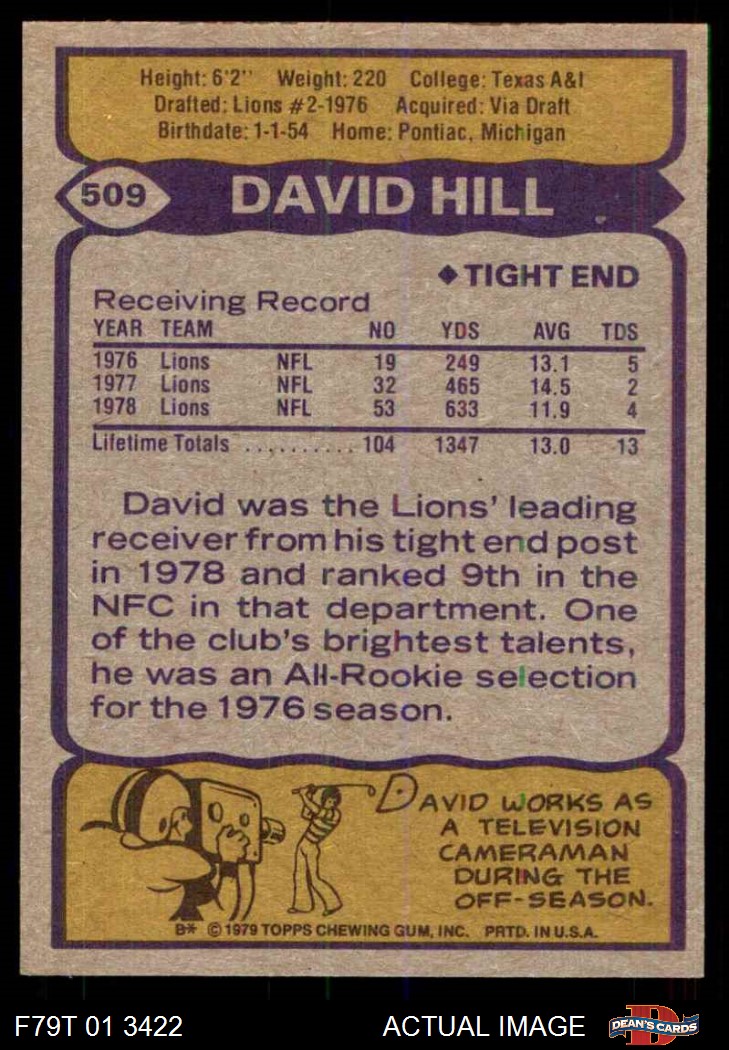 Height: 6'2" Weight: 220 College: Texas A&I
Drafted: Lions #2-1976 Acquired: Via Draft
Birthdate: 1-1-54 Home: Pontiac, Michigan
509 DAVID HILL
◆ TIGHT END
Receiving Record
YEAR TEAM NO YDS AVG TDS
1976 Lions NFL 19 249 13.1 5
1977 Lions NFL 32 465 14.5 2
1978 Lions NFL 53 633 11.9 4
Lifetime Totals .......... 104 1347 13.0 13
David was the Lions' leading
receiver from his tight end post
in 1978 and ranked 9th in the
NFC in that department. One
of the club's brightest talents,
he was an All-Rookie selection
for the 1976 season.
DAVID WORKS AS
A TELEVISION
CAMERAMAN
DURING THE
OFF-SEASON.
B* © 1979 TOPPS CHEWING GUM, INC. PRTD. IN U.S.A.
F79T 01 3422 ACTUAL IMAGE DEAN'S CARDS